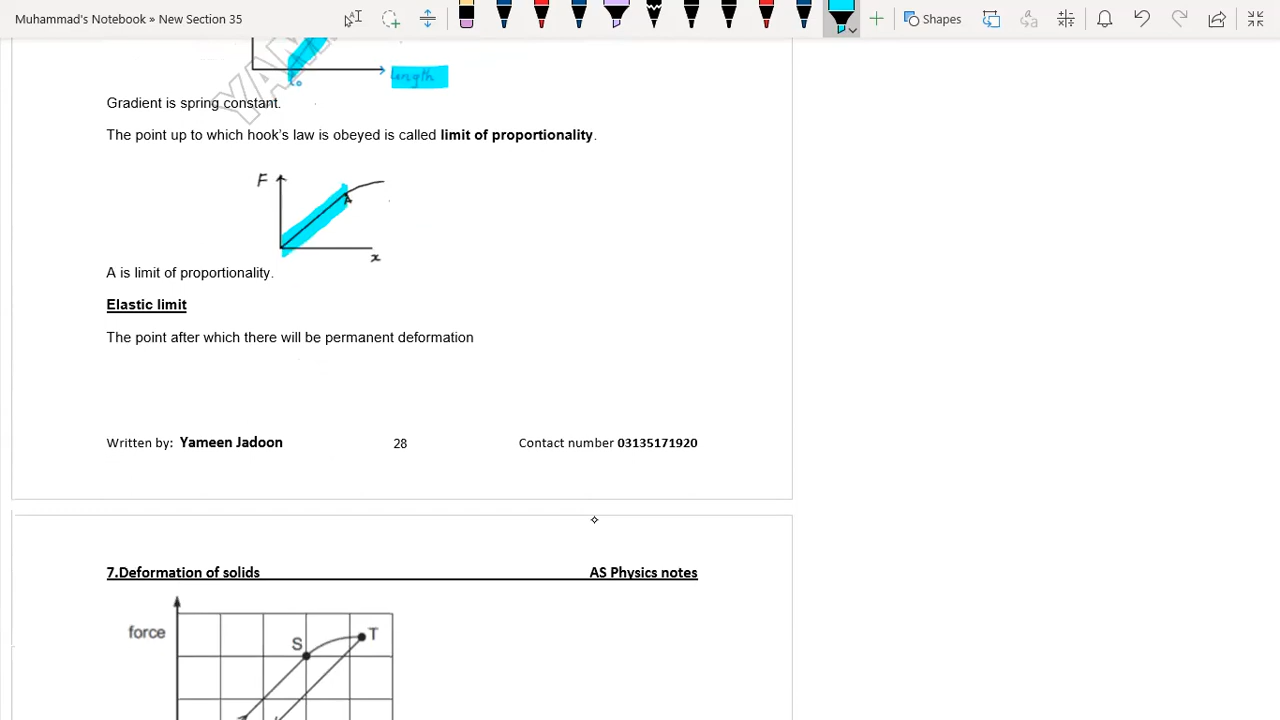 Muhammad's Notebook » New Section 35
Shapes
length
Gradient is spring constant.
The point up to which hook's law is obeyed is called limit of proportionality.
F
A
x
A is limit of proportionality.
Elastic limit
The point after which there will be permanent deformation
Written by: Yameen Jadoon 28 Contact number 03135171920
7.Deformation of solids AS Physics notes
force
S T